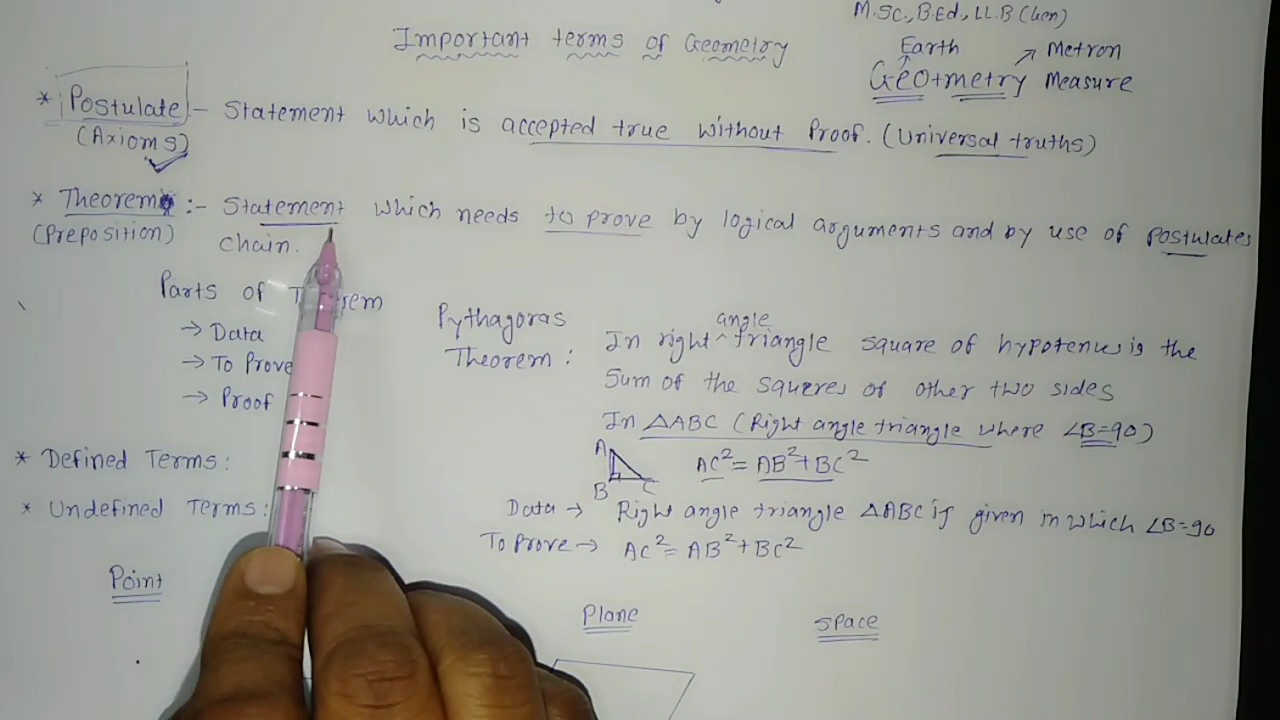 M.Sc., B.Ed., LL.B (Hon)
Important terms of Geometry
Earth Metron
Geo+metry Measure
* Postulate :- Statement which is accepted true without Proof. (Universal truths)
(Axioms)
* Theorem :- Statement which needs to prove by logical arguments and by use of postulates
(Preposition) chain.
Parts of
→ Data
→ To Prove
→ Proof
Pythagoras
Theorem :
angle
In right ^ triangle square of hypotenus is the
Sum of the squares of other two sides
In △ABC (Right angle triangle where ∠B=90)
A
B C
AC² = AB²+BC²
* Defined Terms:
* Undefined Terms:
Data → Right angle triangle △ABC is given in which ∠B=90
To Prove → AC² = AB²+BC²
Point
Plane
space